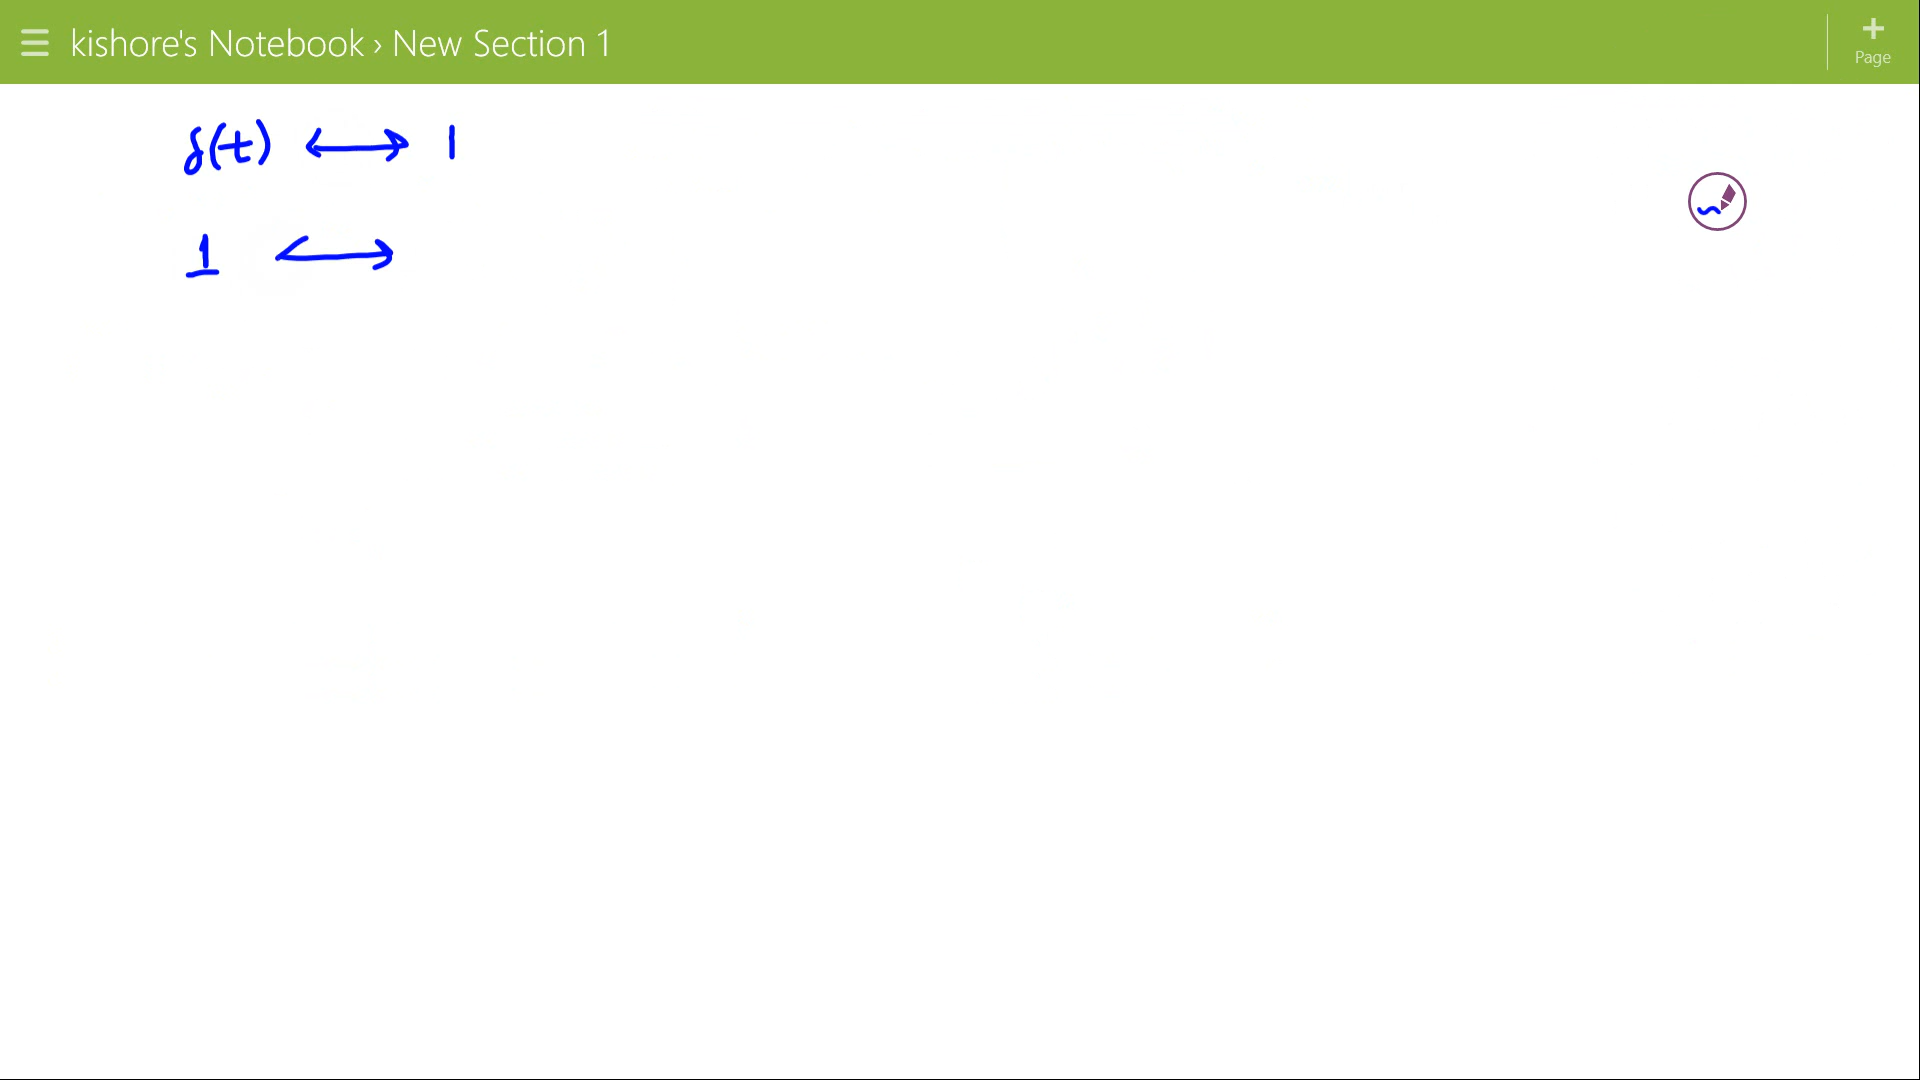 kishore's Notebook › New Section 1
Page
δ(t) ⟷ 1
1 ⟷